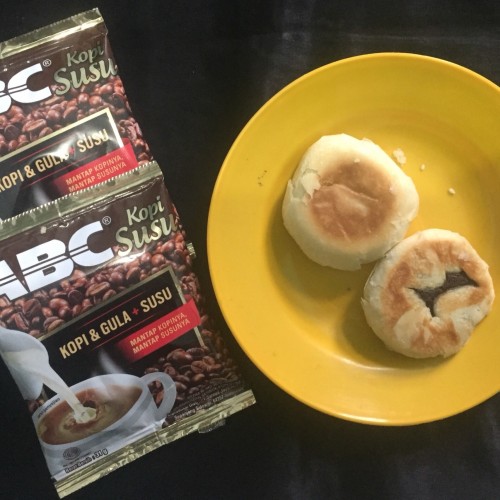 ABC®
Kopi
Susu
KOPI & GULA + SUSU
MANTAP KOPINYA,
MANTAP SUSUNYA.
ABC®
Kopi
Susu
KOPI & GULA + SUSU
MANTAP KOPINYA,
MANTAP SUSUNYA.